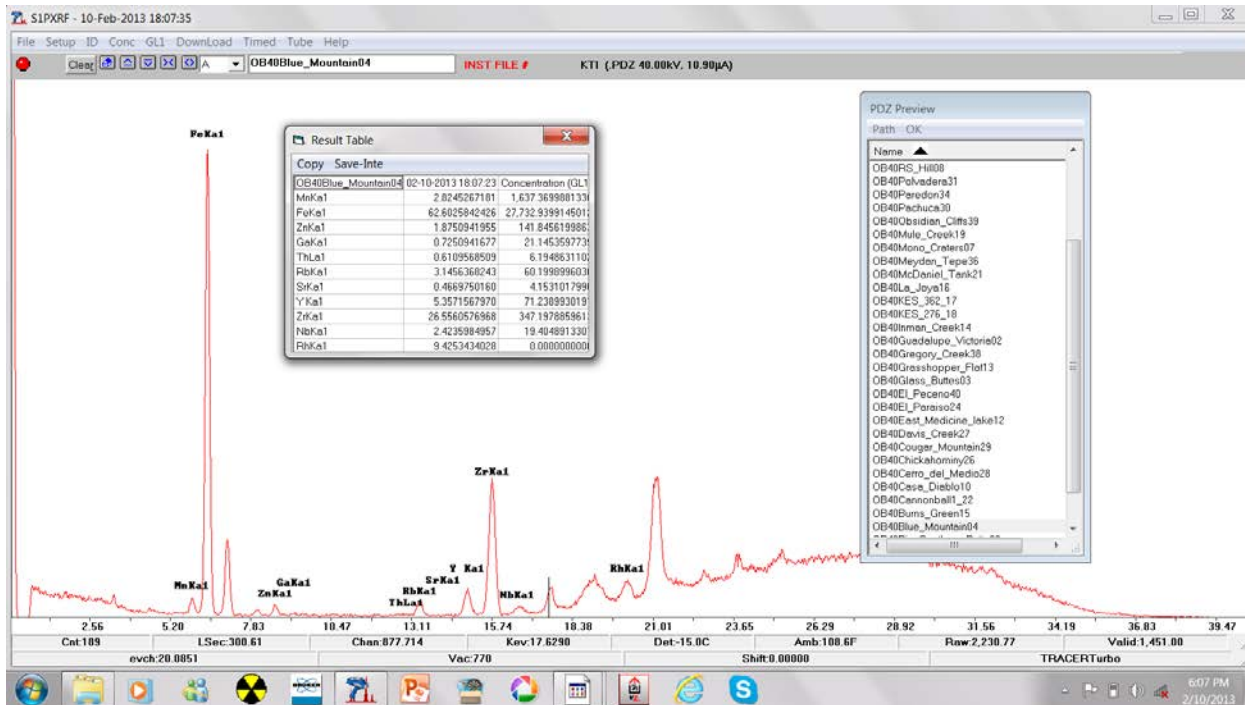 S1PXRF - 10-Feb-2013 18:07:35
File Setup ID Conc GL1 DownLoad Timed Tube Help
Clear A OB40Blue_Mountain04 INST FILE # KTI (.PDZ 40.00kV, 10.90µA)
FeKa1
Result Table
Copy Save-Inte
OB40Blue_Mountain04 02-10-2013 18:07:23 Concentration (GL1
MnKa1 2.8245267181 1,637.369988133
FeKa1 62.6025842426 27,732.939914501
ZnKa1 1.8750941955 141.845619986
GaKa1 0.7250941677 21.145359773
ThLa1 0.6109568509 6.194863110
RbKa1 3.1456368243 60.199899603
SrKa1 0.4669750160 4.153101799
Y Ka1 5.3571567970 71.238993019
ZrKa1 26.5560576968 347.197885961
NbKa1 2.4235984957 19.404891330
RhKa1 9.4253434028 0.000000000
PDZ Preview
Path OK
Name
OB40RS_Hill08
OB40Polvadera31
OB40Paredon34
OB40Pachuca30
OB40Obsidian_Cliffs39
OB40Mule_Creek19
OB40Mono_Craters07
OB40Meydan_Tepe36
OB40McDaniel_Tank21
OB40La_Joya16
OB40KES_362_17
OB40KES_276_18
OB40Inman_Creek14
OB40Guadalupe_Victoria02
OB40Gregory_Creek38
OB40Grasshopper_Flat13
OB40Glass_Buttes03
OB40El_Peceno40
OB40El_Paraiso24
OB40East_Medicine_lake12
OB40Davis_Creek27
OB40Cougar_Mountain29
OB40Chickahominy26
OB40Cerro_del_Medio28
OB40Casa_Diablo10
OB40Cannonball1_22
OB40Burns_Green15
OB40Blue_Mountain04
ZrKa1
MnKa1
ZnKa1
GaKa1
ThLa1
RbKa1
SrKa1
Y Ka1
NbKa1
RhKa1
2.56 5.20 7.83 10.47 13.11 15.74 18.38 21.01 23.65 26.29 28.92 31.56 34.19 36.83 39.47
Cnt:189 LSec:300.61 Chan:877.714 Kev:17.6290 Det:-15.0C Amb:108.6F Raw:2,230.77 Valid:1,451.00
evch:20.0851 Vac:770 Shift:0.00000 TRACERTurbo
6:07 PM
2/10/2013